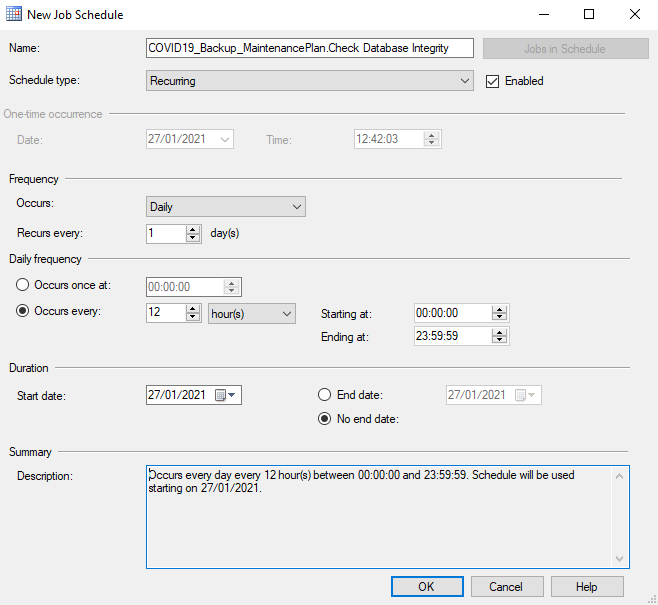 New Job Schedule
Name: COVID19_Backup_MaintenancePlan.Check Database Integrity Jobs in Schedule
Schedule type: Recurring Enabled
One-time occurrence
Date: 27/01/2021 Time: 12:42:03
Frequency
Occurs: Daily
Recurs every: 1 day(s)
Daily frequency
Occurs once at: 00:00:00
Occurs every: 12 hour(s) Starting at: 00:00:00
Ending at: 23:59:59
Duration
Start date: 27/01/2021 End date: 27/01/2021
No end date:
Summary
Description: Occurs every day every 12 hour(s) between 00:00:00 and 23:59:59. Schedule will be used
starting on 27/01/2021.
OK Cancel Help